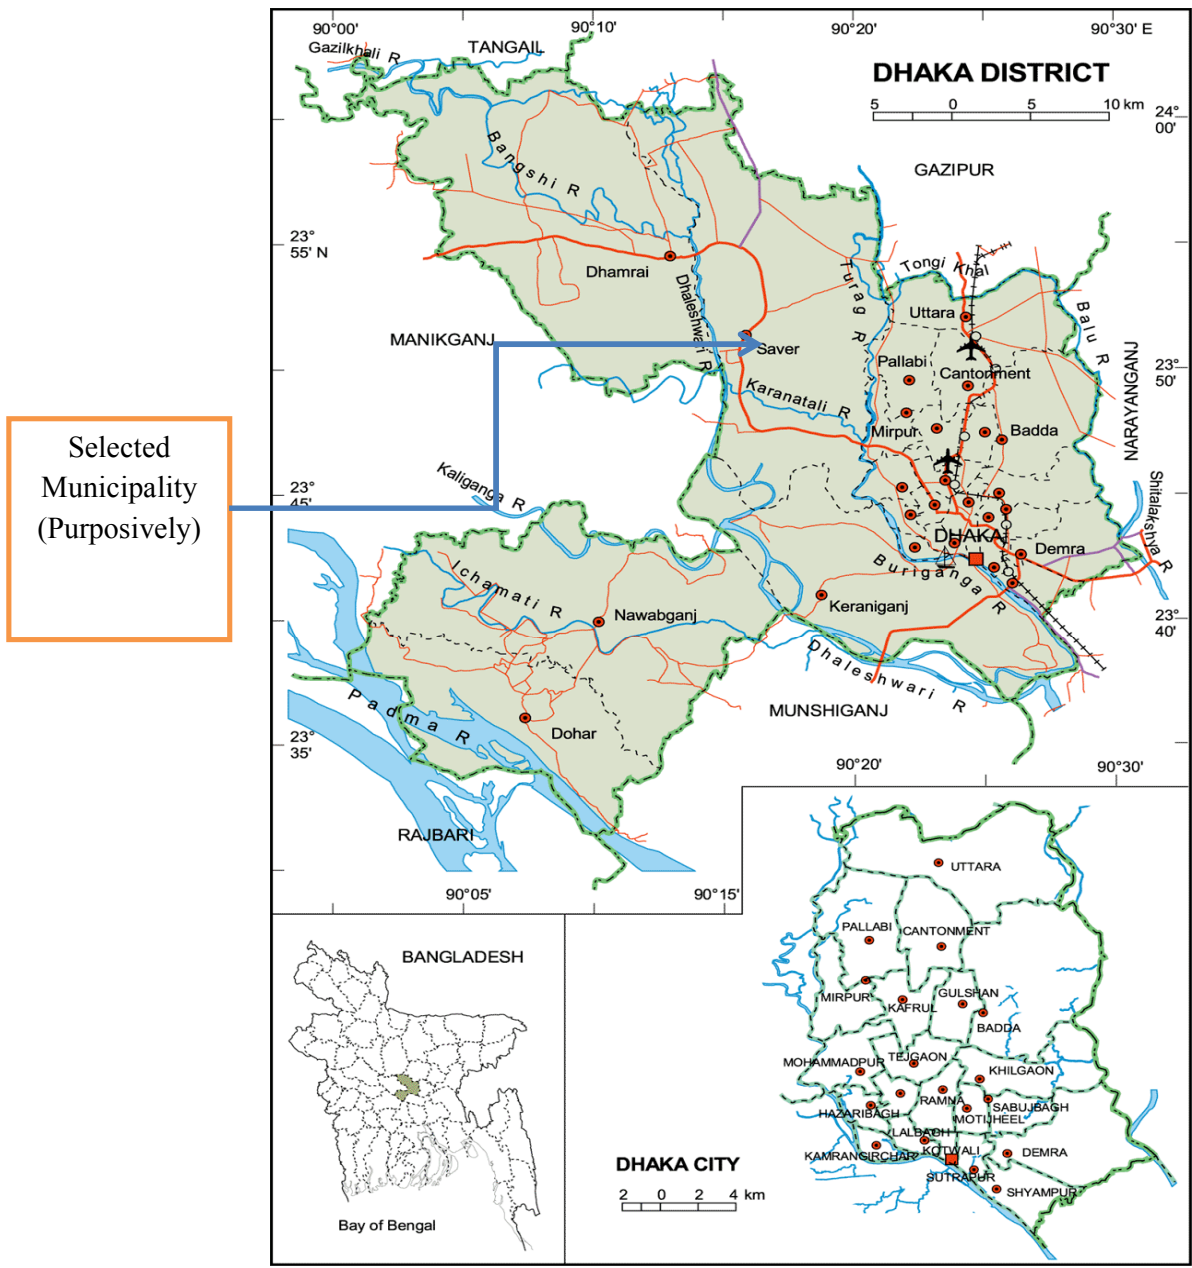 90°00'
90°10'
90°20'
90°30' E
Gazilkhali R
TANGAIL
DHAKA DISTRICT
5 0 5 10 km
24°
00'
GAZIPUR
Bangshi R
23°
55' N
Dhamrai
Dhaleshwari R
Turag R
Tongi Khal
Uttara
Balu R
MANIKGANJ
Saver
Pallabi
Cantonment
23°
50'
NARAYANGANJ
Karanatali R
Mirpur
Badda
Selected
Municipality
(Purposively)
Kaliganga R
23°
45'
Shitalakshya R
DHAKA
Demra
Buriganga R
Ichamati R
Nawabganj
Keraniganj
23°
40'
Dhaleshwari R
Padma R
MUNSHIGANJ
Dohar
23°
35'
RAJBARI
90°05'
90°15'
90°20'
90°30'
UTTARA
PALLABI
CANTONMENT
MIRPUR
KAFRUL
GULSHAN
BADDA
MOHAMMADPUR
TEJGAON
KHILGAON
HAZARIBAGH
RAMNA
SABUJBAGH
MOTIJHEEL
LALBAGH
KAMRANGIRCHAR
KOTWALI
DEMRA
SUTRAPUR
SHYAMPUR
DHAKA CITY
2 0 2 4 km
BANGLADESH
Bay of Bengal